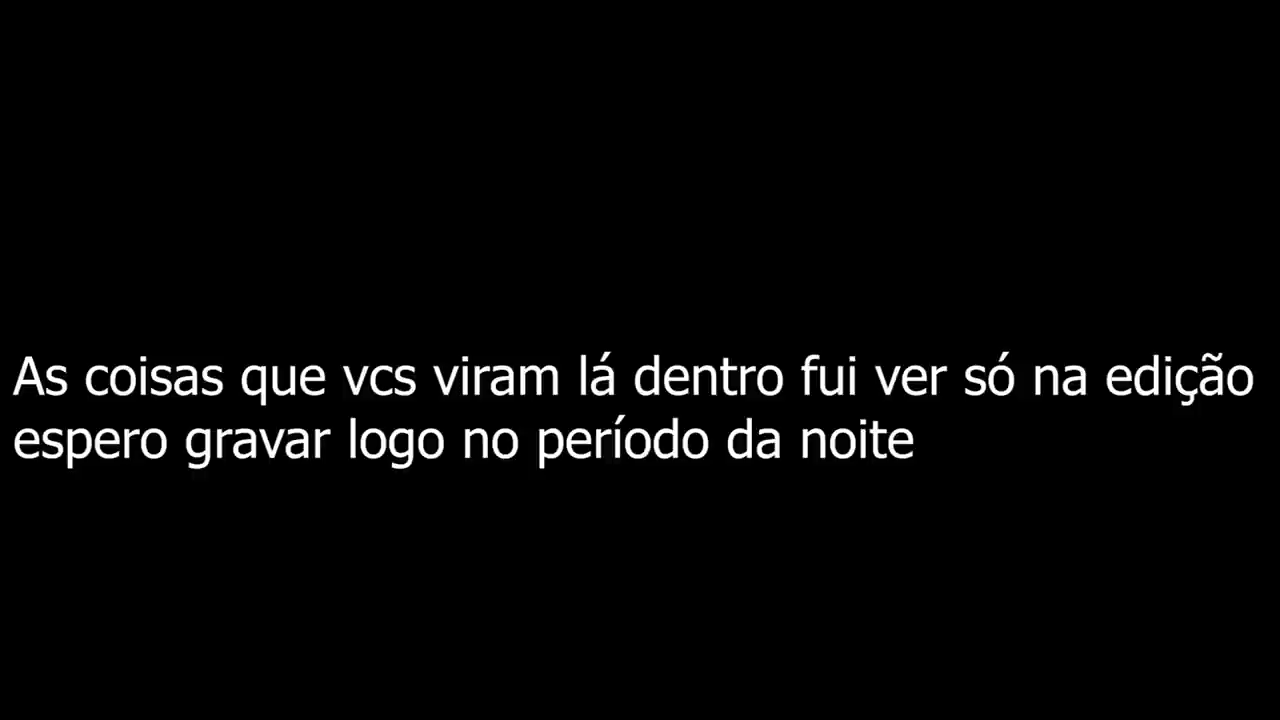 As coisas que vcs viram lá dentro fui ver só na edição
espero gravar logo no período da noite